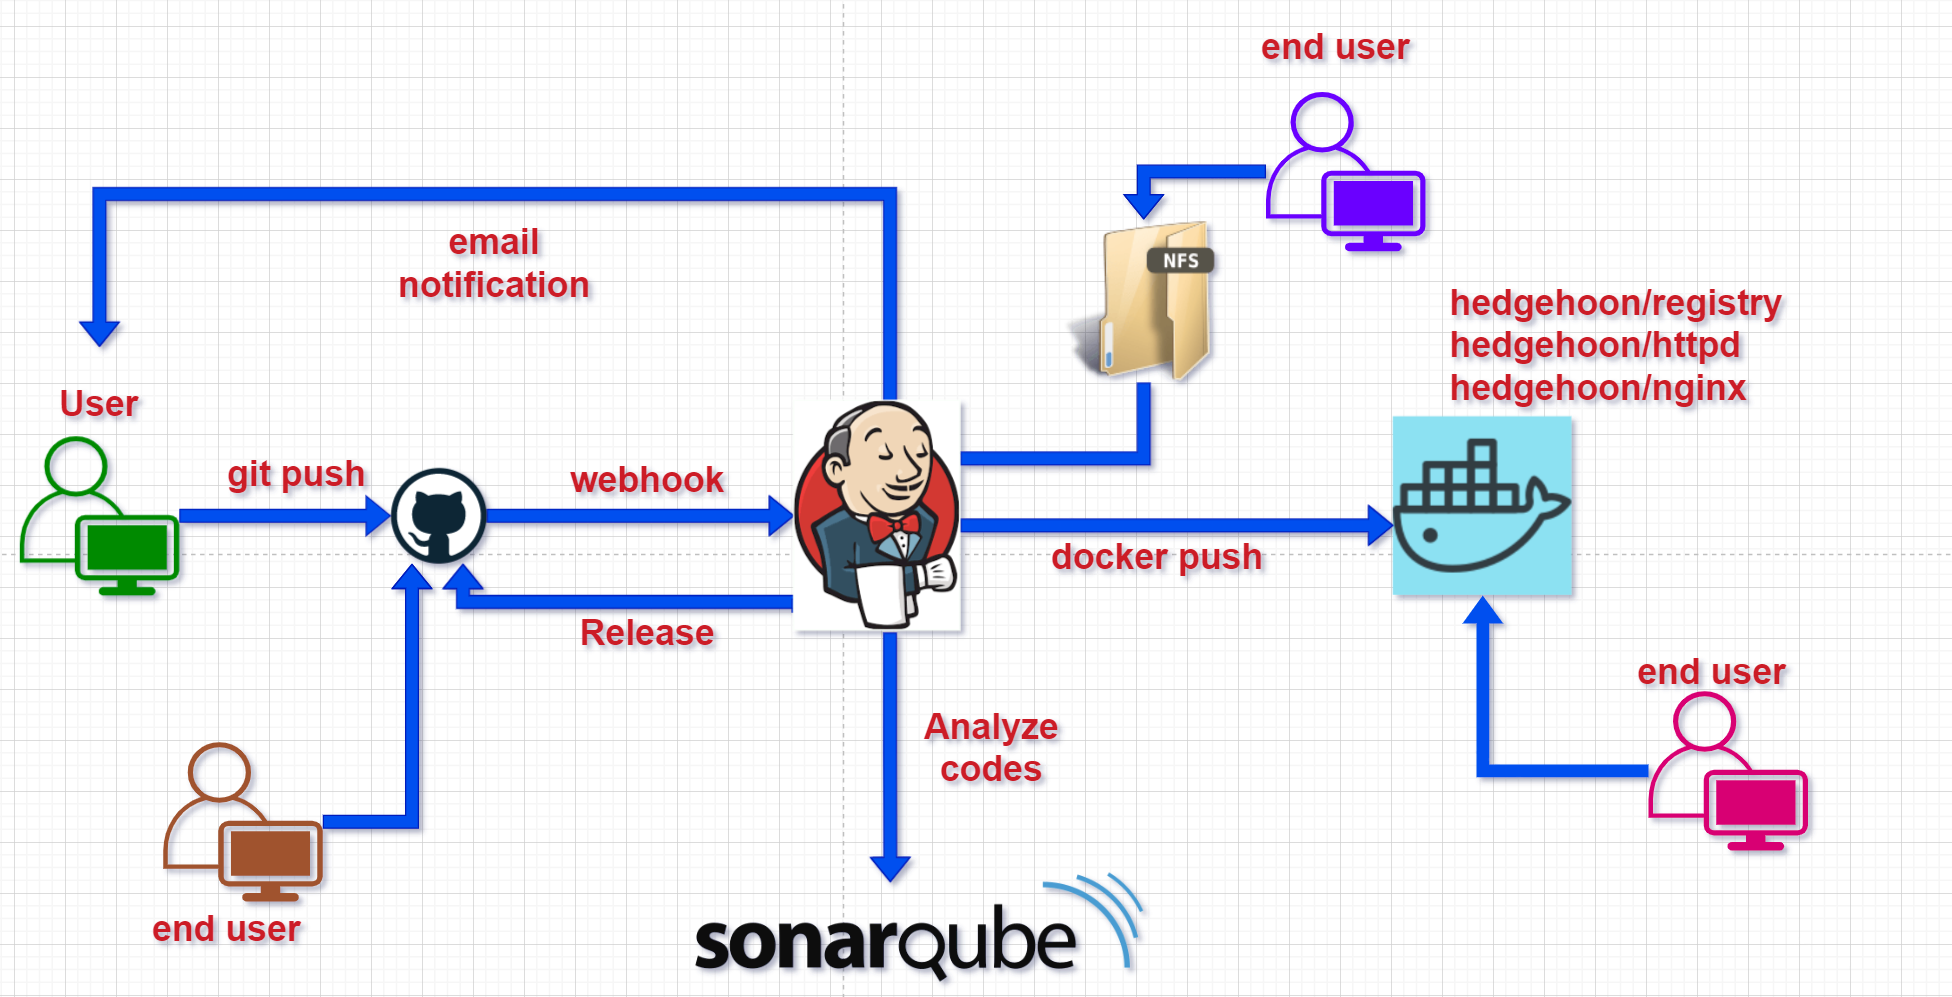 end user
email
notification
NFS
hedgehoon/registry
hedgehoon/httpd
hedgehoon/nginx
User
git push
webhook
docker push
Release
end user
Analyze
codes
end user
sonarqube